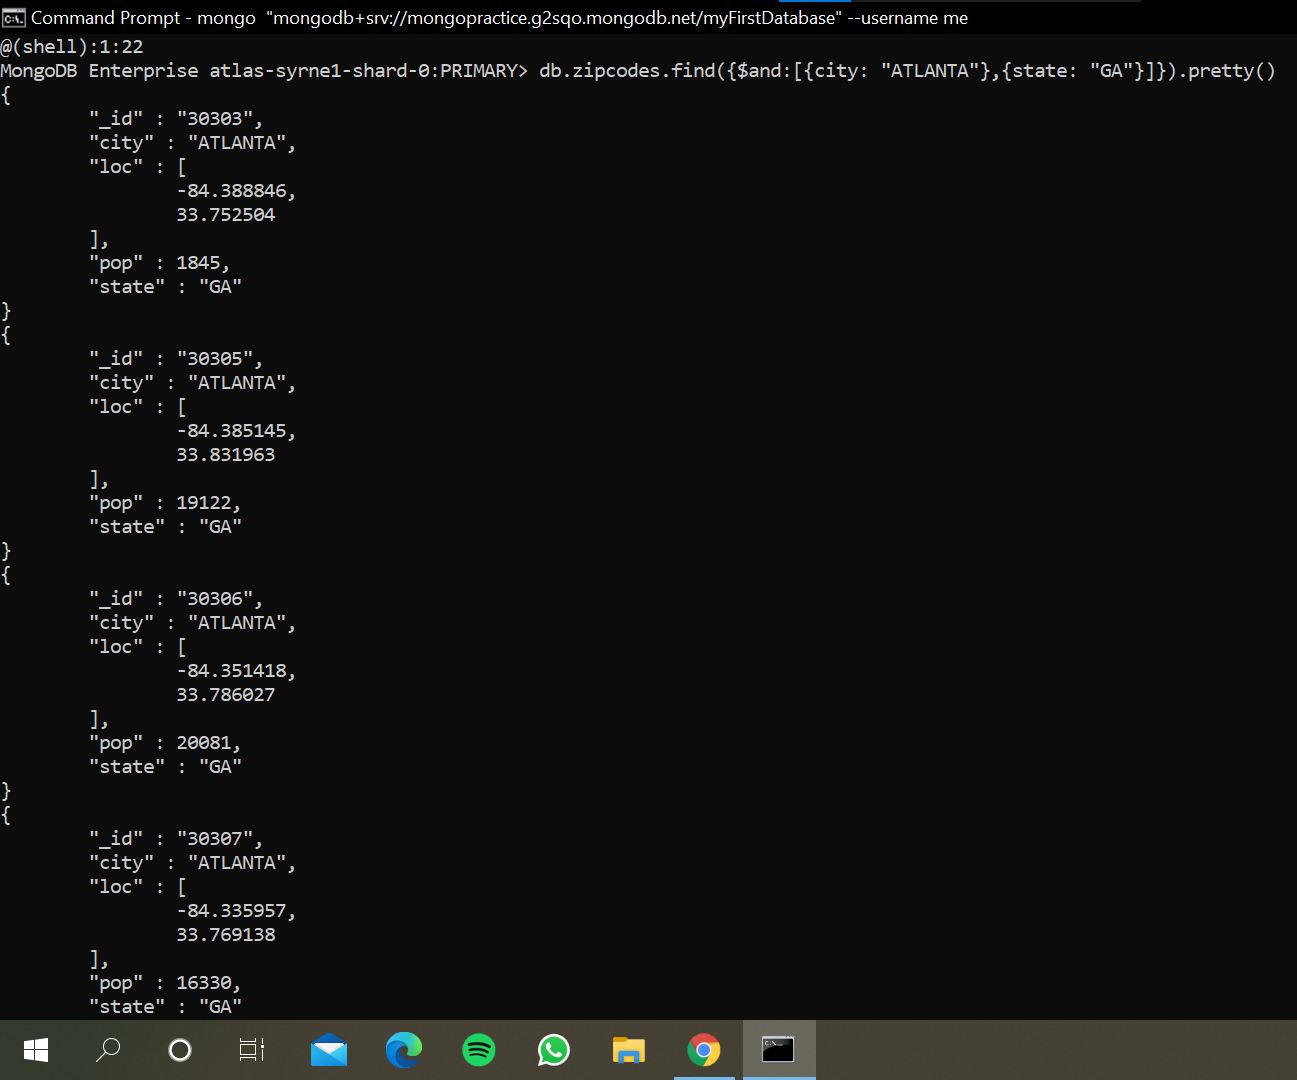 Command Prompt - mongo "mongodb+srv://mongopractice.g2sqo.mongodb.net/myFirstDatabase" --username me
@(shell):1:22
MongoDB Enterprise atlas-syrne1-shard-0:PRIMARY> db.zipcodes.find({$and:[{city: "ATLANTA"},{state: "GA"}]}).pretty()
{
"_id" : "30303",
"city" : "ATLANTA",
"loc" : [
-84.388846,
33.752504
],
"pop" : 1845,
"state" : "GA"
}
{
"_id" : "30305",
"city" : "ATLANTA",
"loc" : [
-84.385145,
33.831963
],
"pop" : 19122,
"state" : "GA"
}
{
"_id" : "30306",
"city" : "ATLANTA",
"loc" : [
-84.351418,
33.786027
],
"pop" : 20081,
"state" : "GA"
}
{
"_id" : "30307",
"city" : "ATLANTA",
"loc" : [
-84.335957,
33.769138
],
"pop" : 16330,
"state" : "GA"